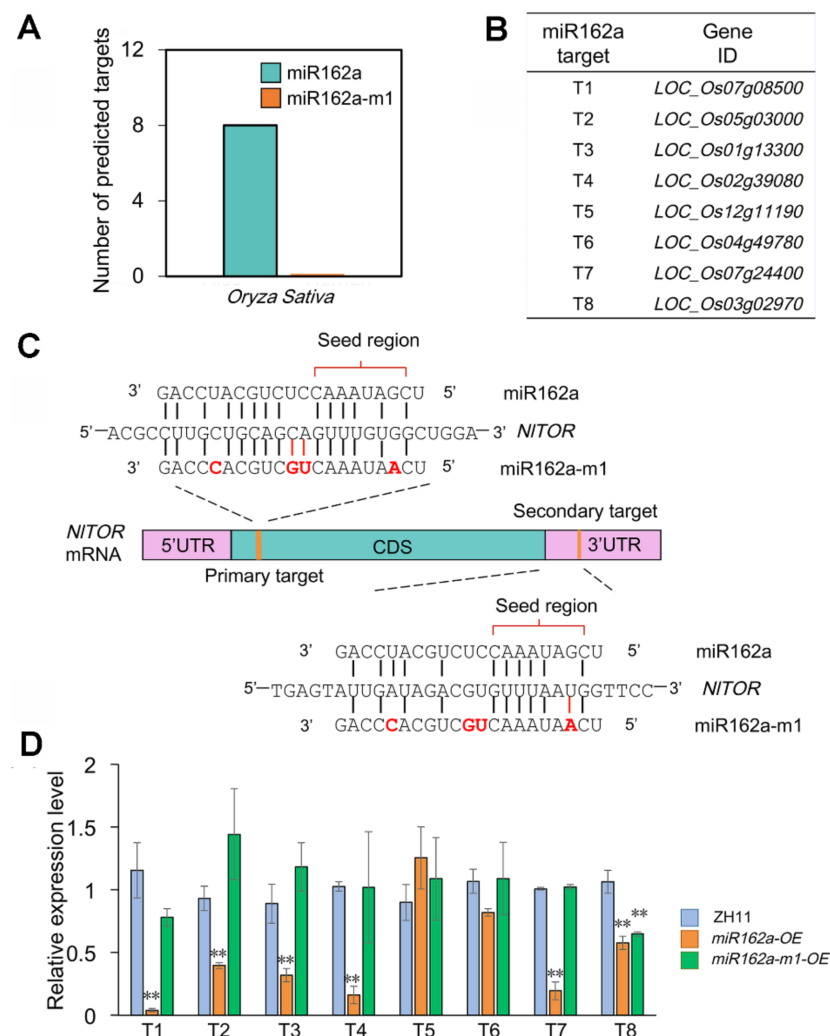 A
Number of predicted targets
12
8
4
0
miR162a
miR162a-m1
Oryza Sativa
B
miR162a target Gene ID
T1 LOC_Os07g08500
T2 LOC_Os05g03000
T3 LOC_Os01g13300
T4 LOC_Os02g39080
T5 LOC_Os12g11190
T6 LOC_Os04g49780
T7 LOC_Os07g24400
T8 LOC_Os03g02970
C
Seed region
3' GACCUACGUCUCCAAAUAGCU 5' miR162a
5'—ACGCCUUGCUGCAGCAGUUUGUGGCUGGA—3' NITOR
3' GACCCACGUCGUCAAAUAACU 5' miR162a-m1
Secondary target
NITOR mRNA
5'UTR CDS 3'UTR
Primary target
Seed region
3' GACCUACGUCUCCAAAUAGCU 5' miR162a
5'—TGAGTAUUGAUAGACGUGUUUAAUGGTTCC—3' NITOR
3' GACCCACGUCGUCAAAUAACU 5' miR162a-m1
D
Relative expression level
2
1.5
1
0.5
0
** ** ** ** ** ** **
T1 T2 T3 T4 T5 T6 T7 T8
ZH11
miR162a-OE
miR162a-m1-OE